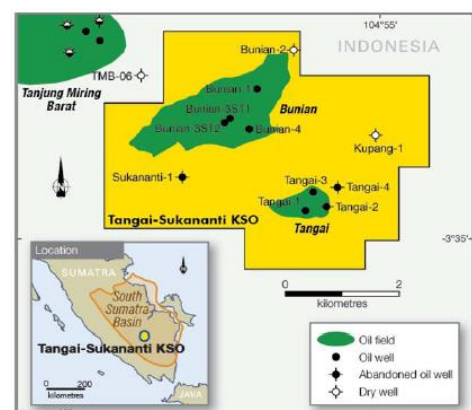 104°55'
INDONESIA
Bunian-2
TMB-06
Tanjung Miring
Barat
Bunian-1
Bunian-3S11
Bunian
Bunian-3S12
Bunian-4
Kupang-1
Sukananti-1
Tangai-3
Tangai-4
Tangai-1
Tangai-2
Tangai-Sukananti KSO
Tangai
-3°35'
N
Location
SUMATRA
South
Sumatra
Basin
Tangai-Sukananti KSO
0 200
kilometres
JAVA
0 2
kilometres
Oil field
Oil well
Abandoned oil well
Dry well